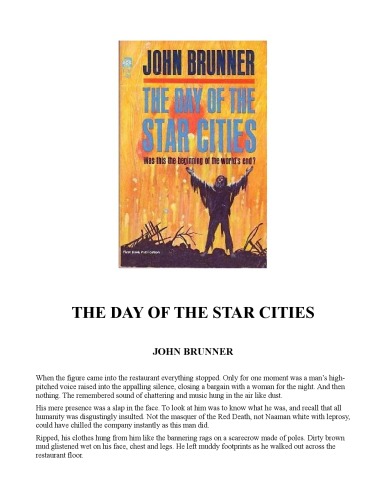 JOHN BRUNNER
THE DAY OF THE
STAR CITIES
Was this the beginning of the world's end?
First Book Publication
THE DAY OF THE STAR CITIES
JOHN BRUNNER
When the figure came into the restaurant everything stopped. Only for one moment was a man's high-
pitched voice raised into the appalling silence, closing a bargain with a woman for the night. And then
nothing. The remembered sound of chattering and music hung in the air like dust.
His mere presence was a slap in the face. To look at him was to know what he was, and recall that all
humanity was disgustingly insulted. Not the masquer of the Red Death, not Naaman white with leprosy,
could have chilled the company instantly as this man did.
Ripped, his clothes hung from him like the bannering rags on a scarecrow made of poles. Dirty brown
mud glistened wet on his face, chest and legs. He left muddy footprints as he walked out across the
restaurant floor.